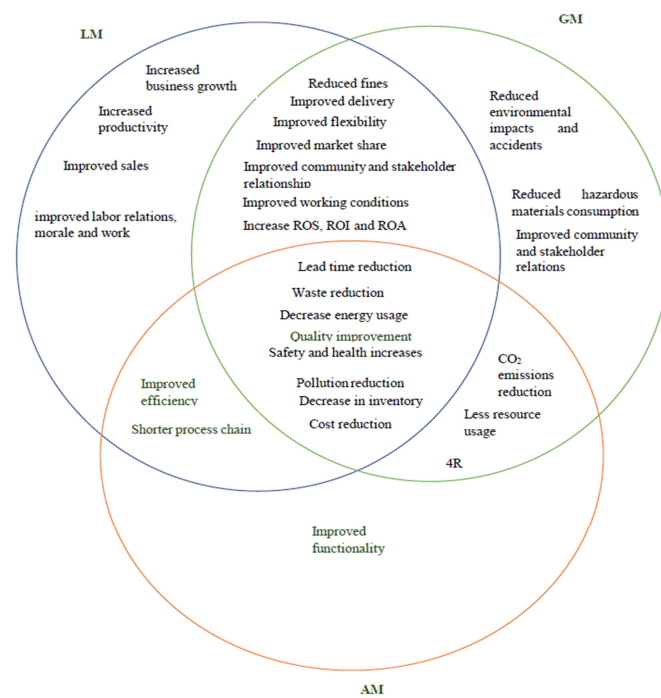 LM
GM
Increased
business growth
Increased
productivity
Improved sales
improved labor relations,
morale and work
Reduced fines
Improved delivery
Improved flexibility
Improved market share
Improved community and stakeholder
relationship
Improved working conditions
Increase ROS, ROI and ROA
Reduced
environmental
impacts and
accidents
Reduced hazardous
materials consumption
Improved community
and stakeholder
relations
Lead time reduction
Waste reduction
Decrease energy usage
Quality improvement
Safety and health increases
Pollution reduction
Decrease in inventory
Cost reduction
Improved
efficiency
Shorter process chain
CO₂
emissions
reduction
Less resource
usage
4R
Improved
functionality
AM